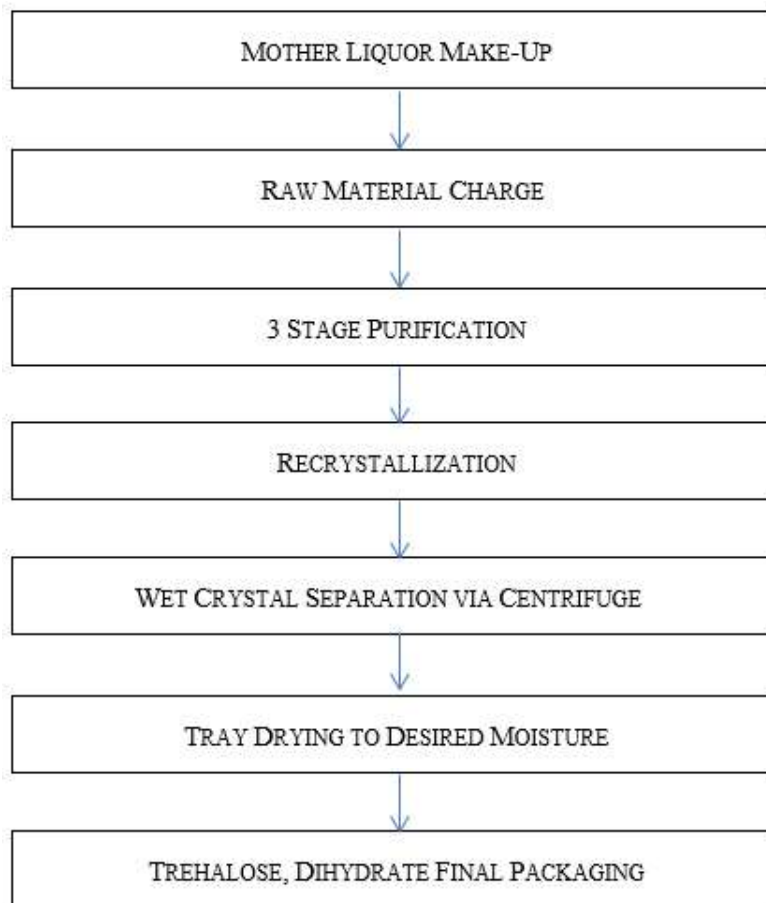 MOTHER LIQUOR MAKE-UP
RAW MATERIAL CHARGE
3 STAGE PURIFICATION
RECRYSTALLIZATION
WET CRYSTAL SEPARATION VIA CENTRIFUGE
TRAY DRYING TO DESIRED MOISTURE
TREHALOSE, DIHYDRATE FINAL PACKAGING